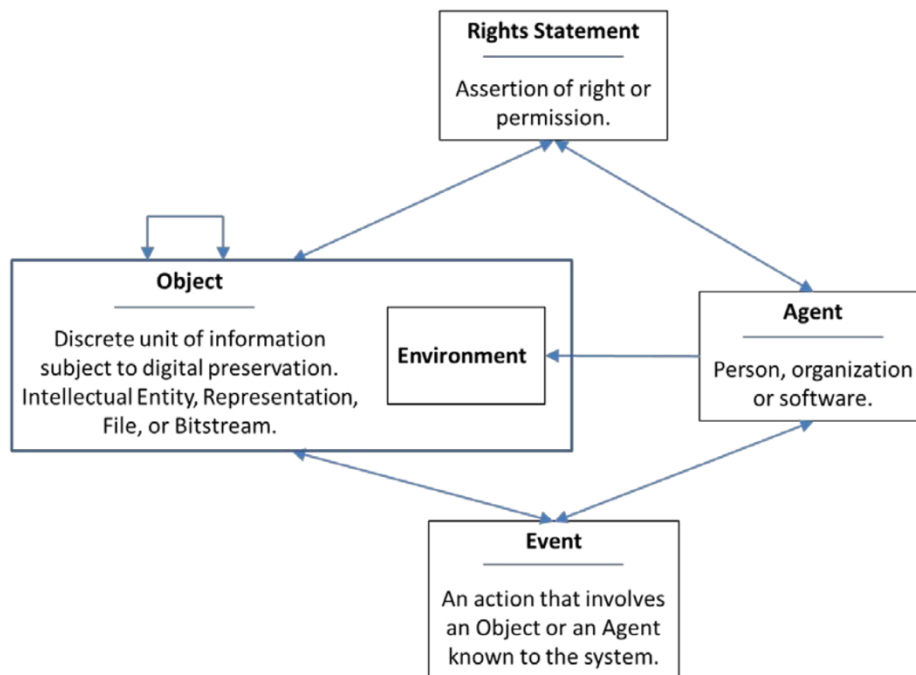 Rights Statement
Assertion of right or
permission.
Object
Discrete unit of information
subject to digital preservation.
Intellectual Entity, Representation,
File, or Bitstream.
Environment
Agent
Person, organization
or software.
Event
An action that involves
an Object or an Agent
known to the system.